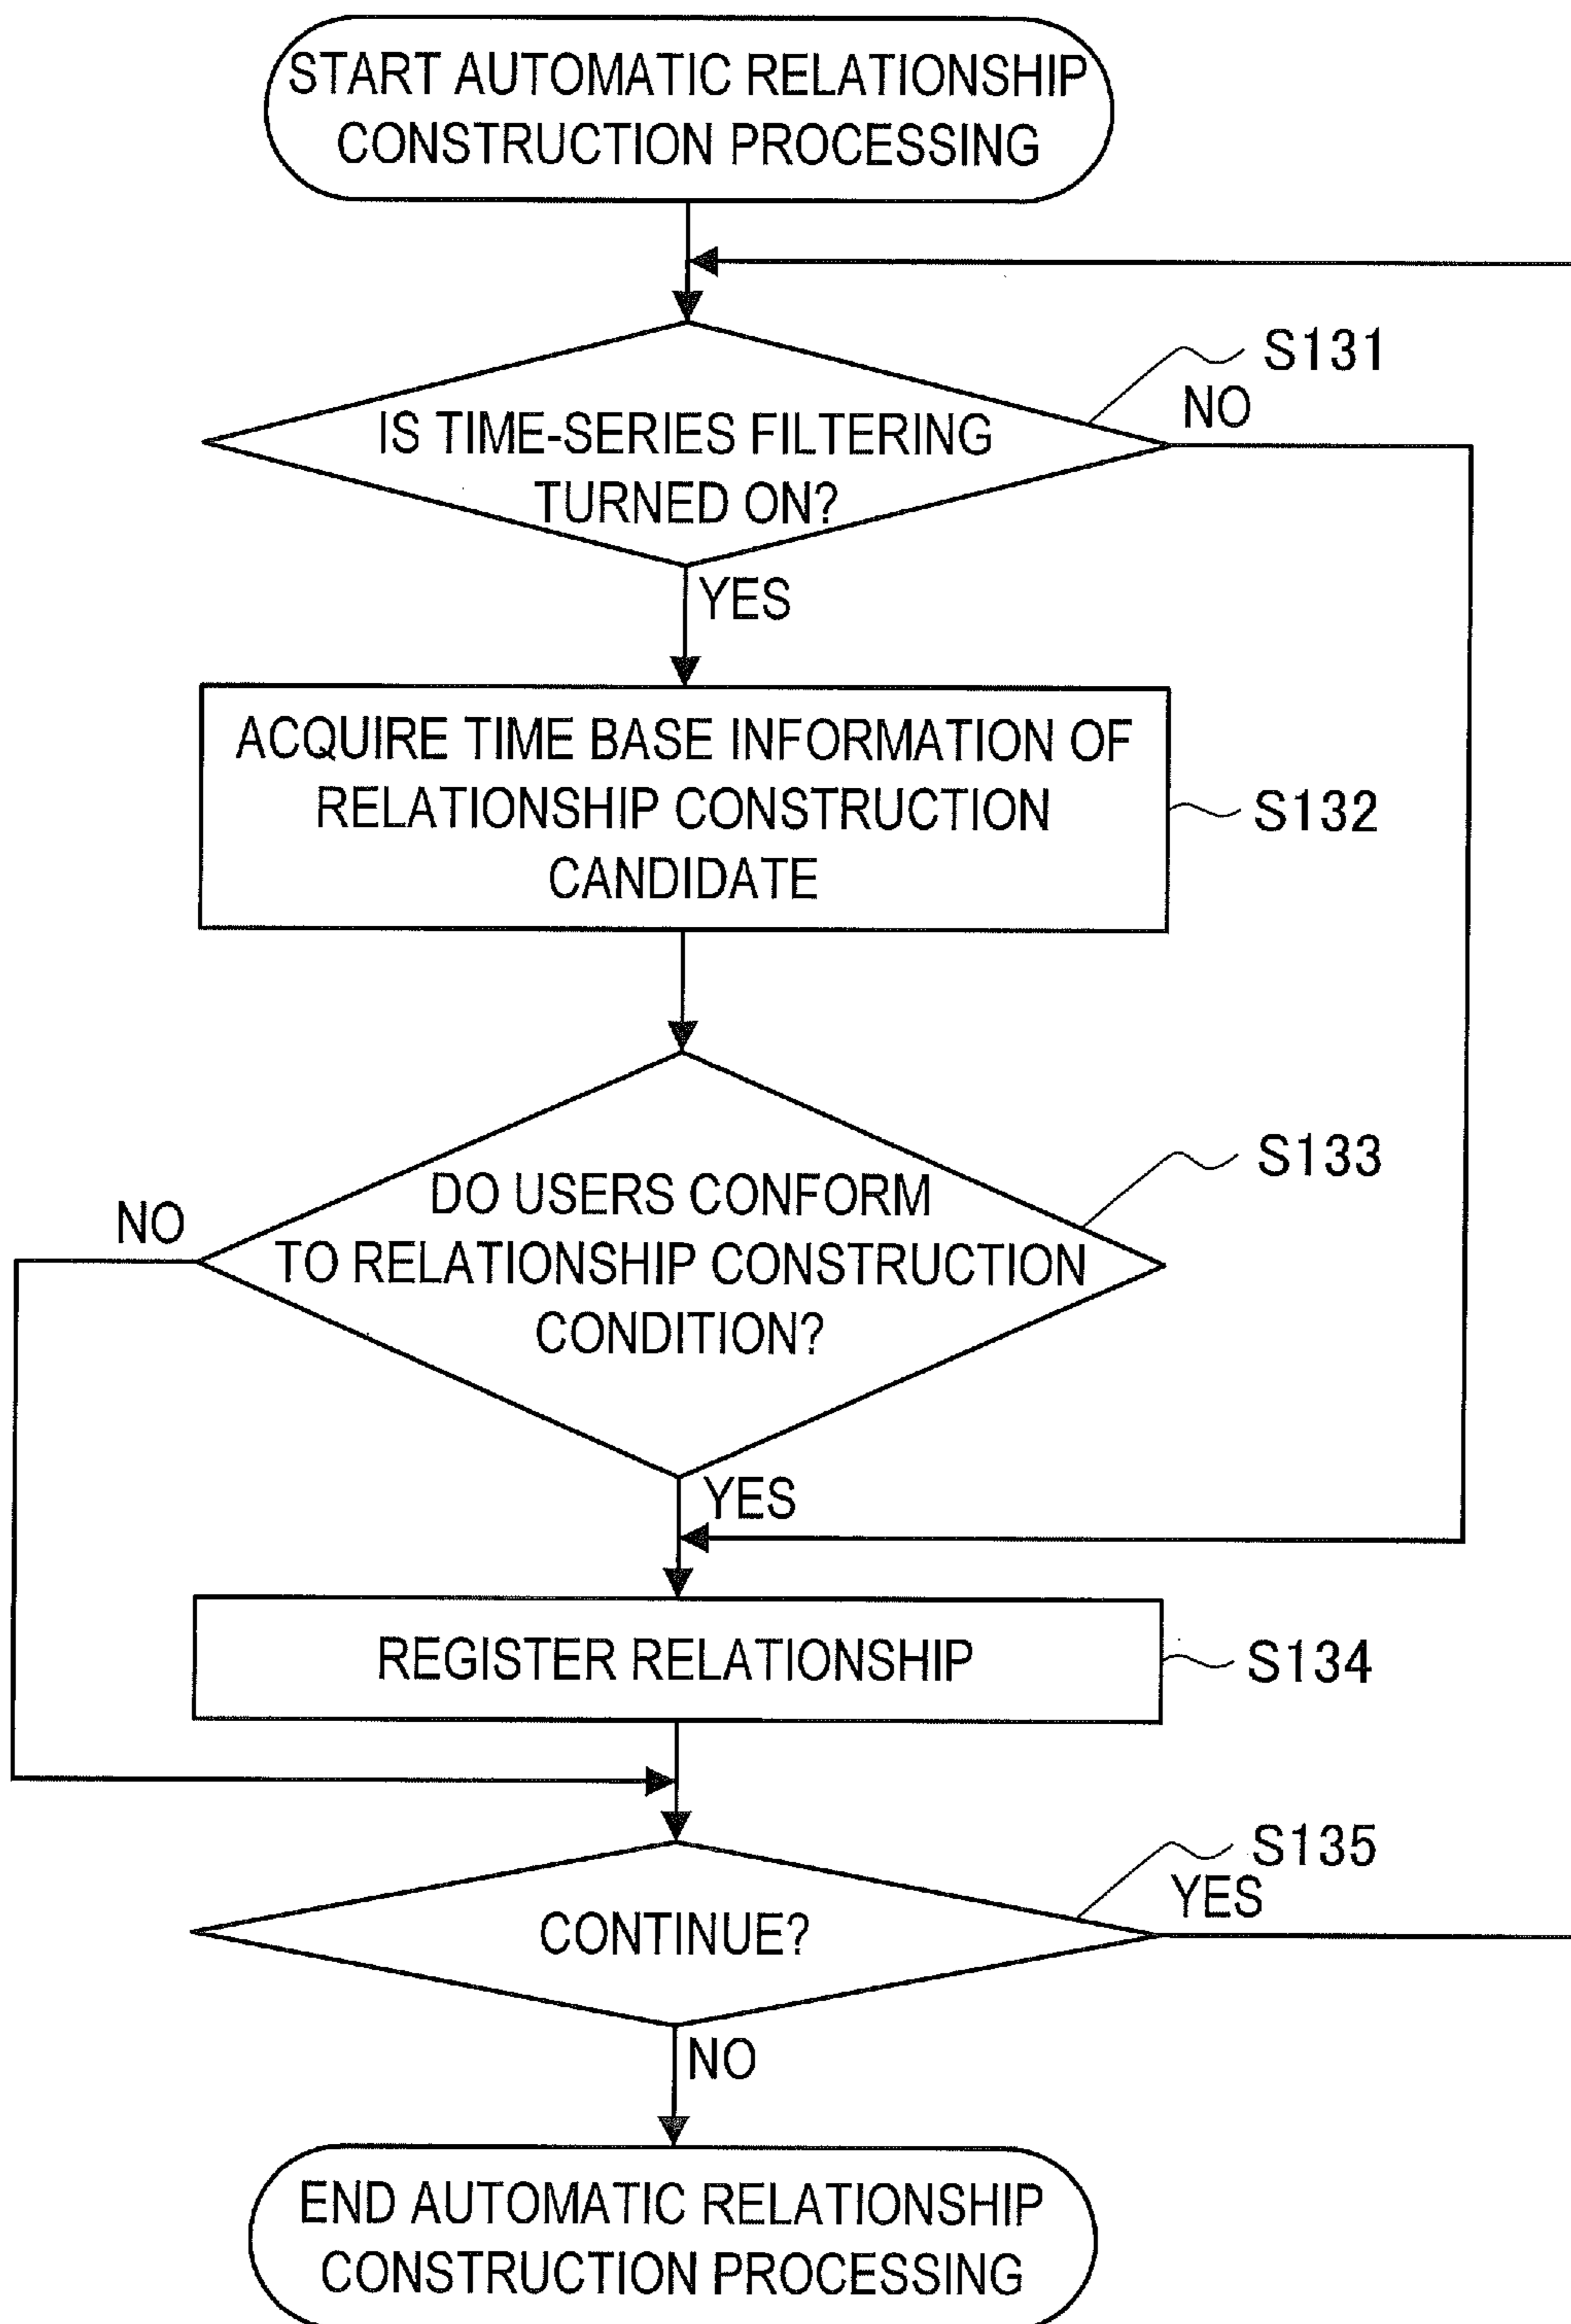 START AUTOMATIC RELATIONSHIP
CONSTRUCTION PROCESSING
S131
NO
IS TIME-SERIES FILTERING
TURNED ON?
YES
ACQUIRE TIME BASE INFORMATION OF
RELATIONSHIP CONSTRUCTION
CANDIDATE
S132
S133
NO
DO USERS CONFORM
TO RELATIONSHIP CONSTRUCTION
CONDITION?
YES
REGISTER RELATIONSHIP
S134
S135
YES
CONTINUE?
NO
END AUTOMATIC RELATIONSHIP
CONSTRUCTION PROCESSING